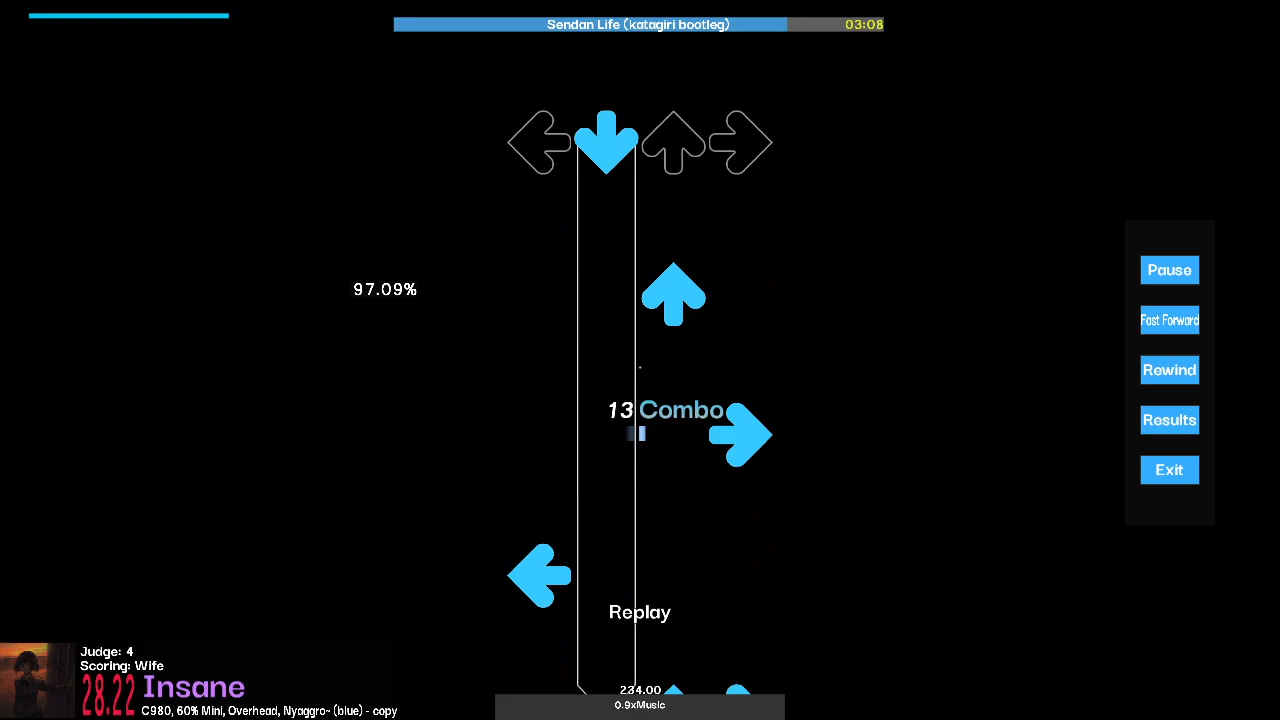 Sendan Life (katagiri bootleg)
03:08
97.09%
Pause
Fast Forward
Rewind
Results
Exit
13 Combo
Replay
Judge: 4
Scoring: Wife
28.22 Insane
C980, 60% Mini, Overhead, Nyaggro~ (blue) - copy
234.00
0.9xMusic